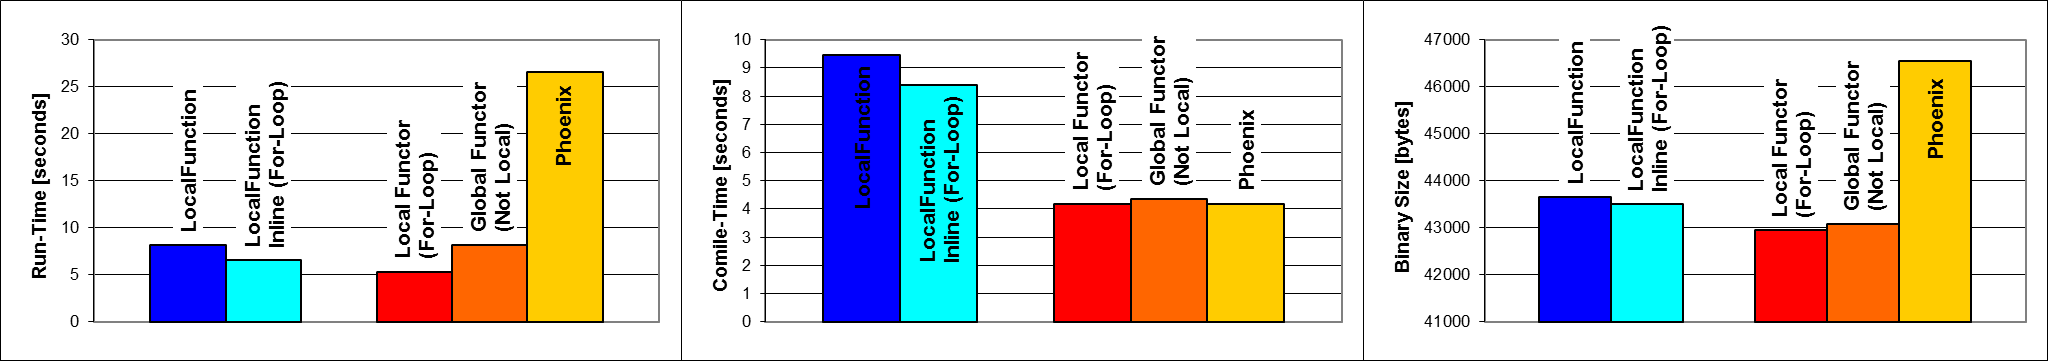 Run-Time [seconds]
30
25
20
15
10
5
0
LocalFunction
LocalFunction
Inline (For-Loop)
Local Functor
(For-Loop)
Global Functor
(Not Local)
Phoenix
Comile-Time [seconds]
10
9
8
7
6
5
4
3
2
1
0
LocalFunction
LocalFunction
Inline (For-Loop)
Local Functor
(For-Loop)
Global Functor
(Not Local)
Phoenix
Binary Size [bytes]
47000
46000
45000
44000
43000
42000
41000
LocalFunction
LocalFunction
Inline (For-Loop)
Local Functor
(For-Loop)
Global Functor
(Not Local)
Phoenix